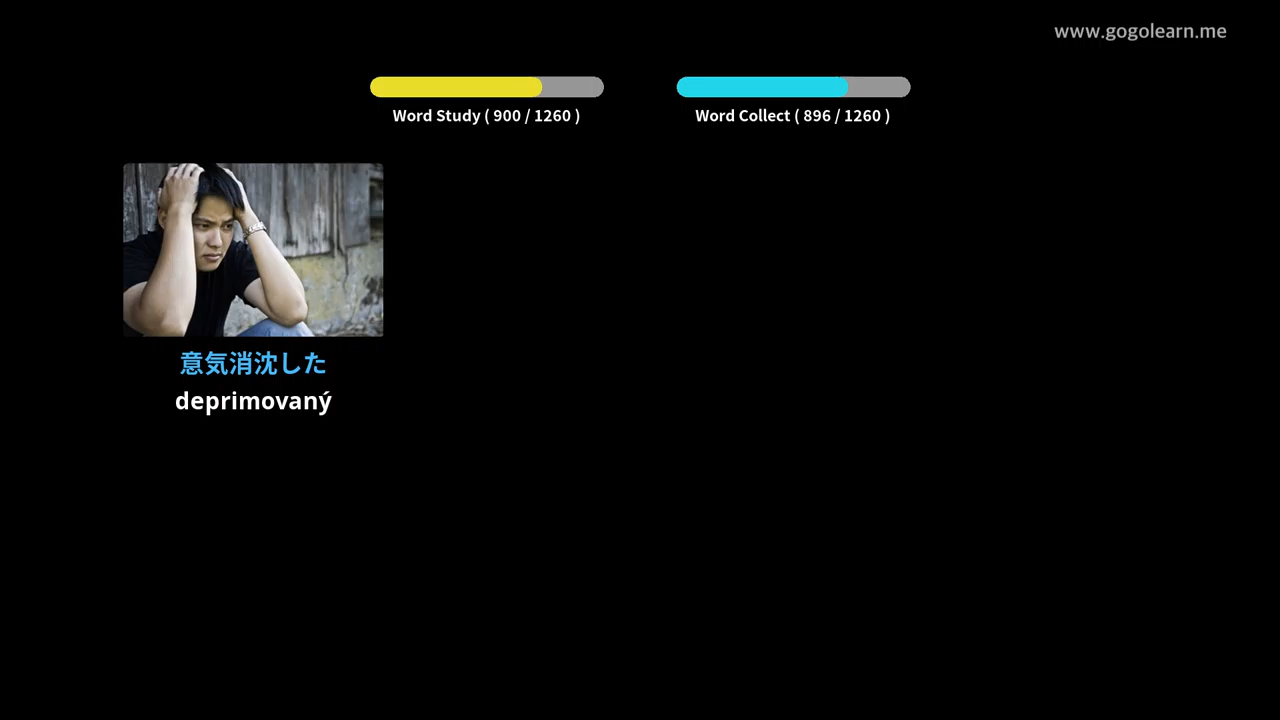 www.gogolearn.me
Word Study ( 900 / 1260 )
Word Collect ( 896 / 1260 )
意気消沈した
deprimovaný